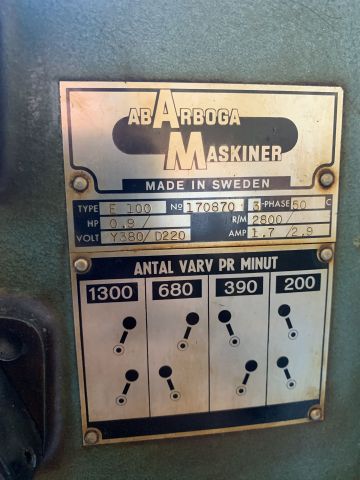 AB ARBOGA
MASKINER
MADE IN SWEDEN
TYPE E 100 No 170870 3-PHASE 50 C
HP 0.9/ R/M 2800/
VOLT Y380/D220 AMP 1.7 /2.9
ANTAL VARV PR MINUT
1300 680 390 200